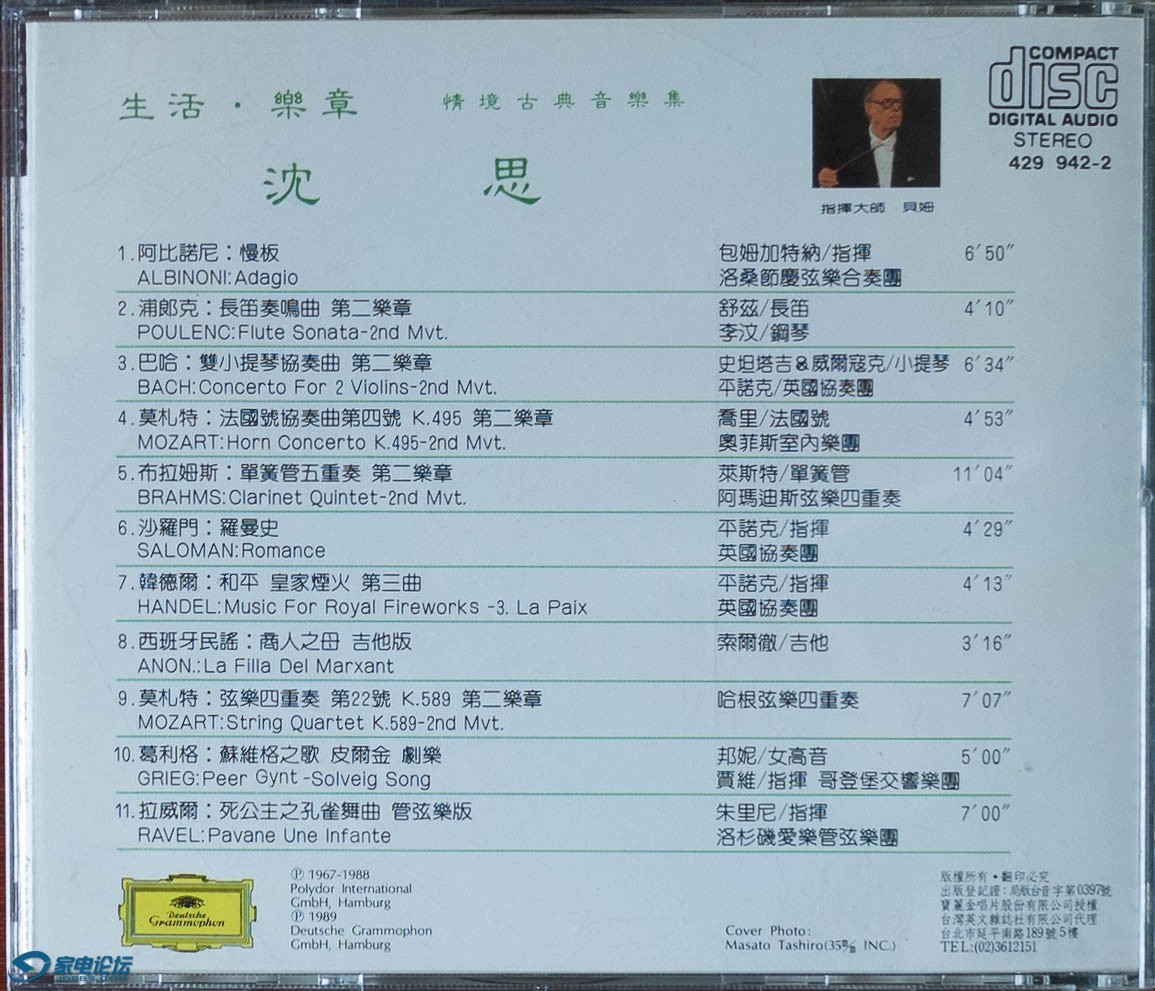 生活・樂章 情境古典音樂集
沈思
COMPACT
disc
DIGITAL AUDIO
STEREO
429 942-2
指揮大師 貝姆
1.阿比諾尼：慢板 包姆加特納/指揮 6′50″
ALBINONI:Adagio 洛桑節慶弦樂合奏團
2.浦郎克：長笛奏鳴曲 第二樂章 舒茲/長笛 4′10″
POULENC:Flute Sonata-2nd Mvt. 李汶/鋼琴
3.巴哈：雙小提琴協奏曲 第二樂章 史坦塔吉&威爾寇克/小提琴 6′34″
BACH:Concerto For 2 Violins-2nd Mvt. 平諾克/英國協奏團
4.莫札特：法國號協奏曲第四號 K.495 第二樂章 喬里/法國號 4′53″
MOZART:Horn Concerto K.495-2nd Mvt. 奧菲斯室內樂團
5.布拉姆斯：單簧管五重奏 第二樂章 萊斯特/單簧管 11′04″
BRAHMS:Clarinet Quintet-2nd Mvt. 阿瑪迪斯弦樂四重奏
6.沙羅門：羅曼史 平諾克/指揮 4′29″
SALOMAN:Romance 英國協奏團
7.韓德爾：和平 皇家煙火 第三曲 平諾克/指揮 4′13″
HANDEL:Music For Royal Fireworks -3. La Paix 英國協奏團
8.西班牙民謠：商人之母 吉他版 索爾徹/吉他 3′16″
ANON.:La Filla Del Marxant
9.莫札特：弦樂四重奏 第22號 K.589 第二樂章 哈根弦樂四重奏 7′07″
MOZART:String Quartet K.589-2nd Mvt.
10.葛利格：蘇維格之歌 皮爾金 劇樂 邦妮/女高音 5′00″
GRIEG:Peer Gynt-Solveig Song 賈維/指揮 哥登堡交響樂團
11.拉威爾：死公主之孔雀舞曲 管弦樂版 朱里尼/指揮 7′00″
RAVEL:Pavane Une Infante 洛杉磯愛樂管弦樂團
Deutsche
Grammophon
Ⓟ 1967-1988
Polydor International
GmbH, Hamburg
Ⓟ 1989
Deutsche Grammophon
GmbH, Hamburg
Cover Photo:
Masato Tashiro(35 INC.)
版權所有・翻印必究
出版登記證：局版台音字第0397號
寶麗金唱片股份有限公司授權
台灣英文雜誌社有限公司代理
台北市延平南路189號5樓
TEL:(02)3612151
家电论坛